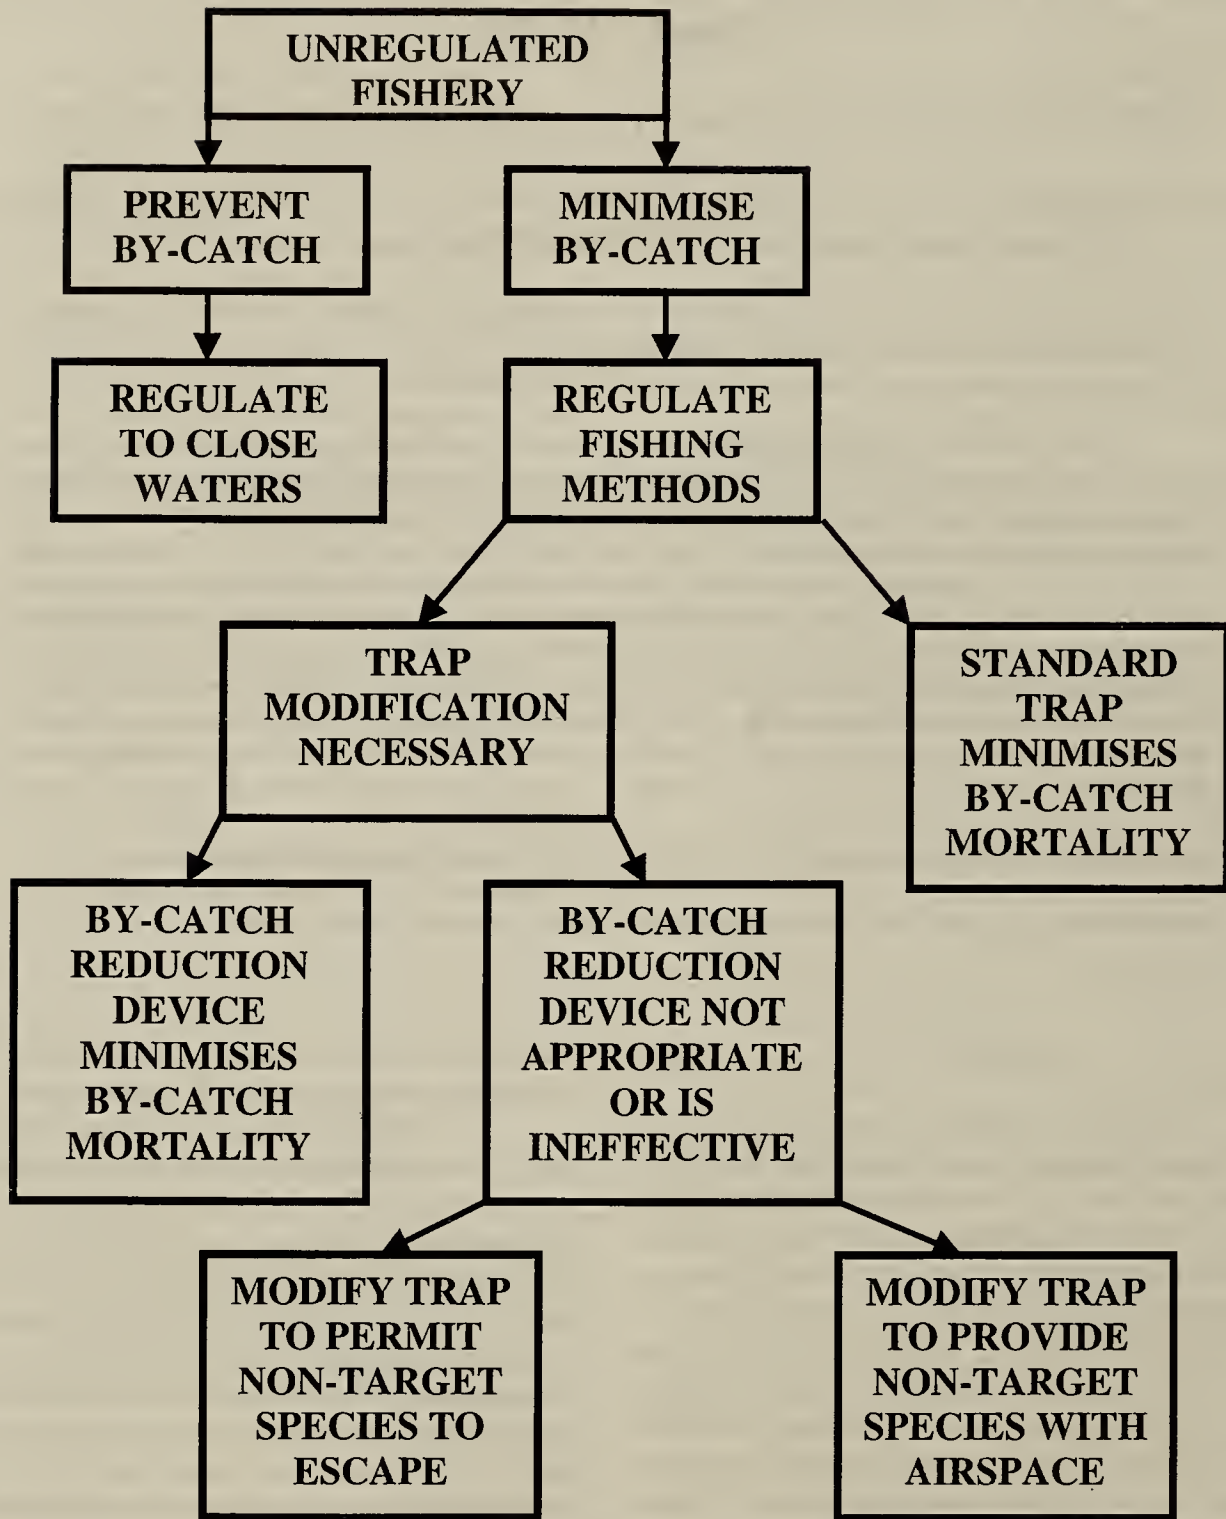 UNREGULATED
FISHERY
PREVENT
BY-CATCH
MINIMISE
BY-CATCH
REGULATE
TO CLOSE
WATERS
REGULATE
FISHING
METHODS
TRAP
MODIFICATION
NECESSARY
STANDARD
TRAP
MINIMISES
BY-CATCH
MORTALITY
BY-CATCH
REDUCTION
DEVICE
MINIMISES
BY-CATCH
MORTALITY
BY-CATCH
REDUCTION
DEVICE NOT
APPROPRIATE
OR IS
INEFFECTIVE
MODIFY TRAP
TO PERMIT
NON-TARGET
SPECIES TO
ESCAPE
MODIFY TRAP
TO PROVIDE
NON-TARGET
SPECIES WITH
AIRSPACE